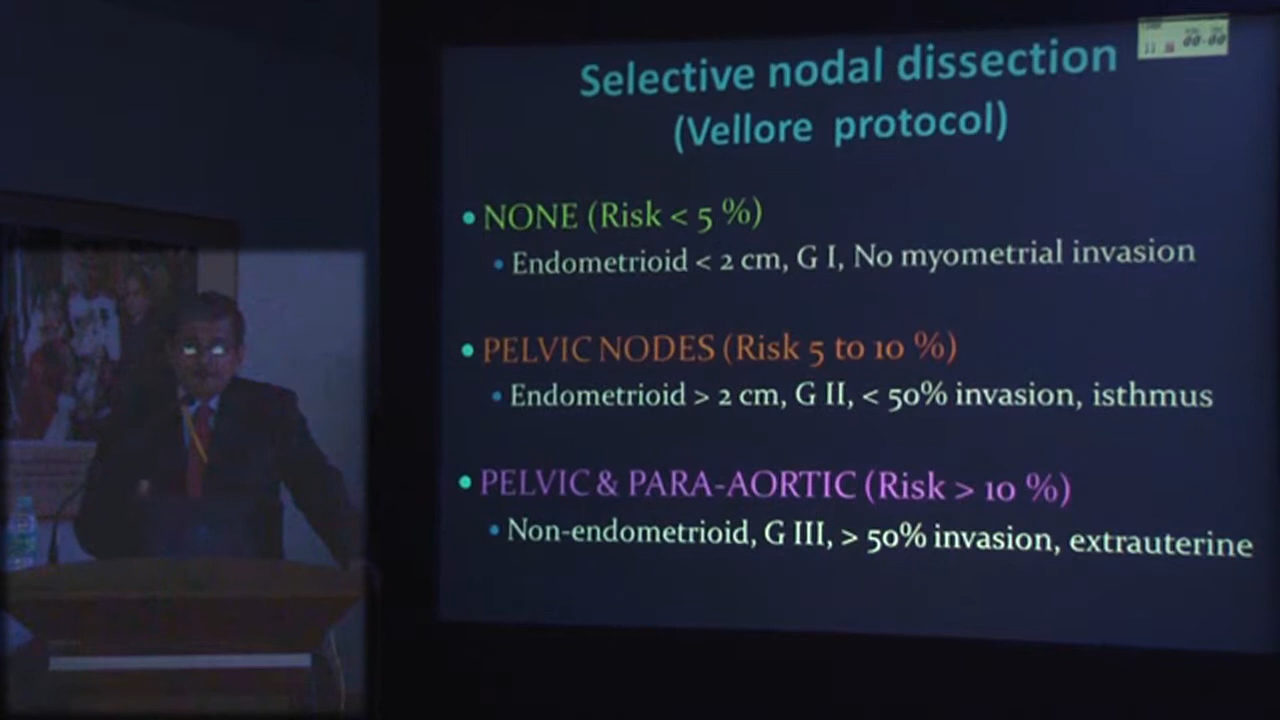 Selective nodal dissection
(Vellore protocol)
00-00
• NONE (Risk < 5 %)
• Endometrioid < 2 cm, G I, No myometrial invasion
• PELVIC NODES (Risk 5 to 10 %)
• Endometrioid > 2 cm, G II, < 50% invasion, isthmus
• PELVIC & PARA-AORTIC (Risk > 10 %)
• Non-endometrioid, G III, > 50% invasion, extrauterine